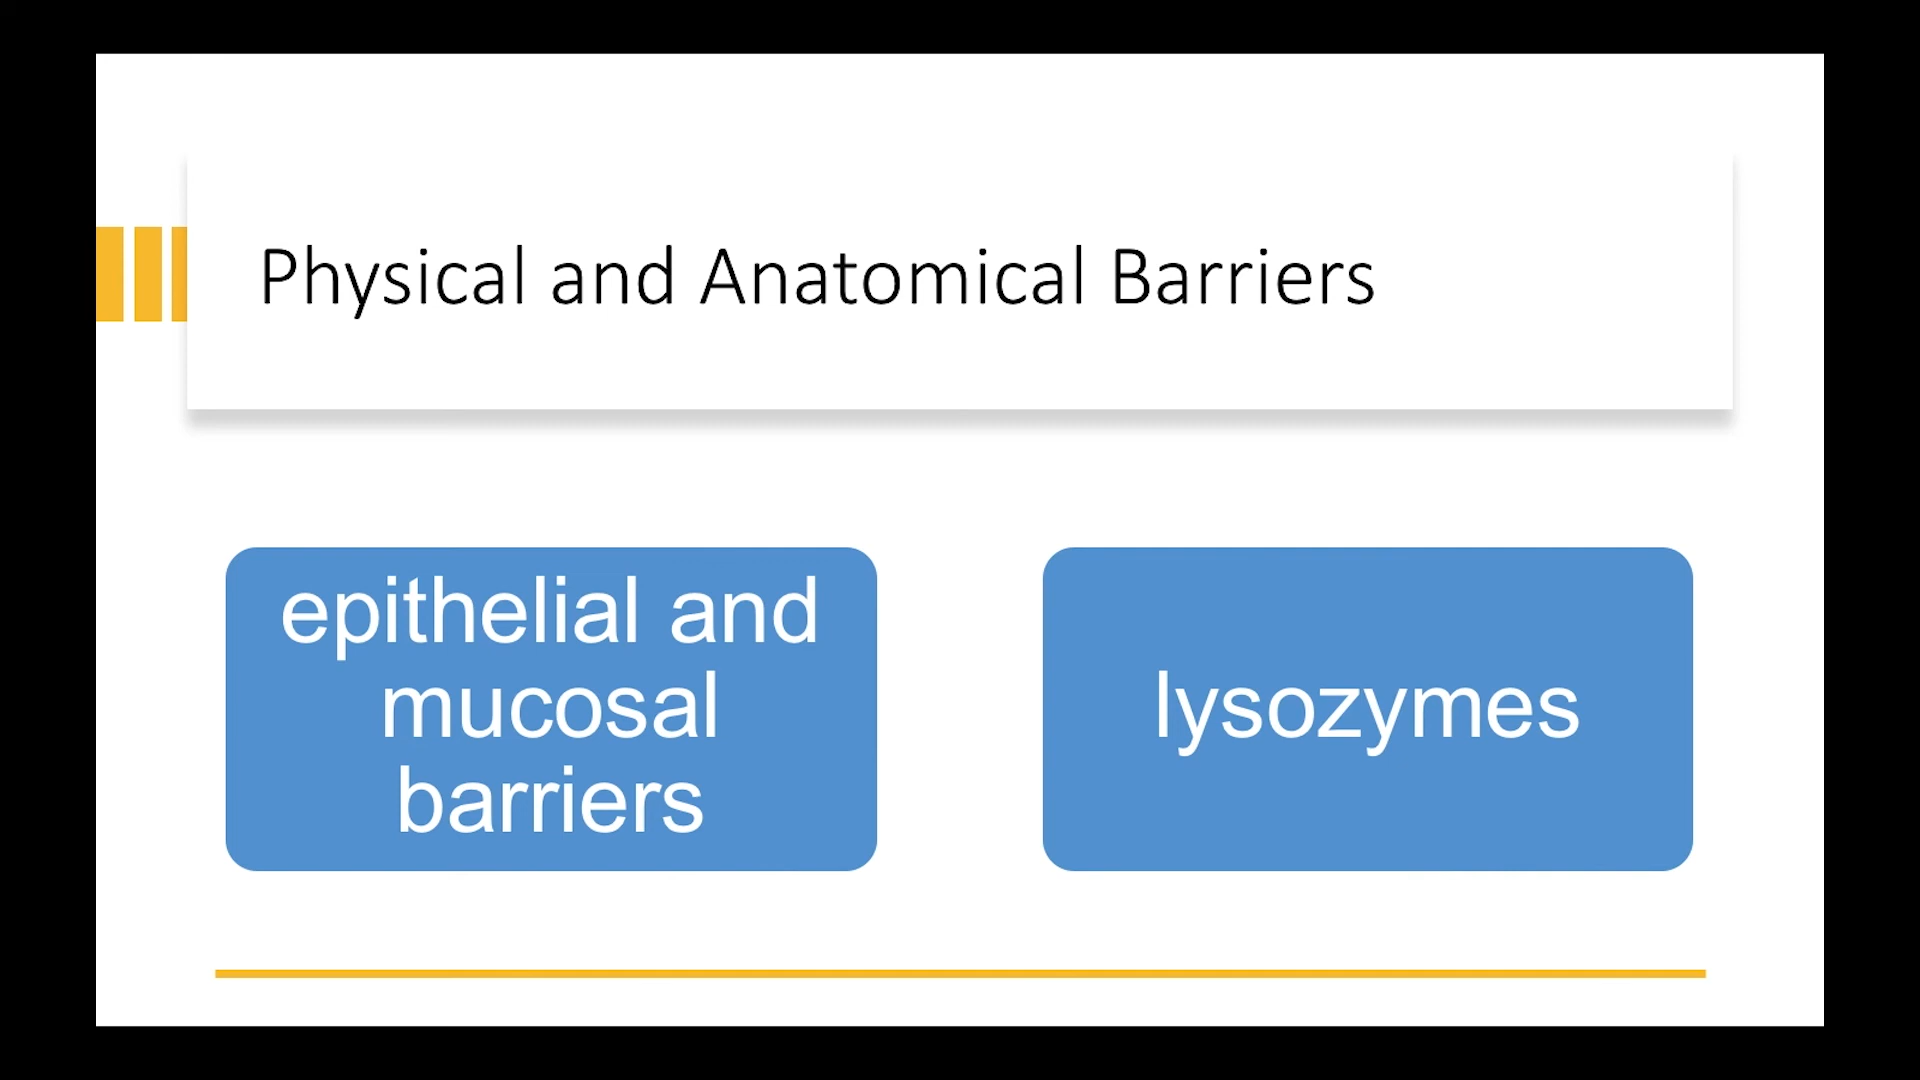 Physical and Anatomical Barriers
epithelial and
mucosal
barriers
lysozymes